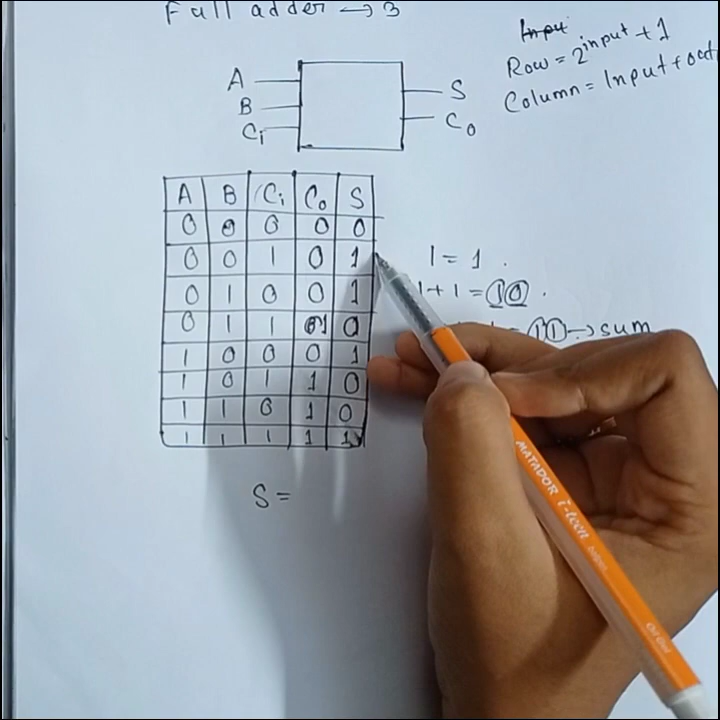 Full adder → 3
Inpu
Row = 2^input + 1
Column = Input + out
A
B
Ci
S
Co
A B Ci Co S
0 0 0 0 0
0 0 1 0 1
0 1 0 0 1
0 1 1 1 0
1 0 0 0 1
1 0 1 1 0
1 1 0 1 0
1 1 1 1 1
1 = 1 .
1 + 1 = 10 .
= 11 → sum
S =
MATADOR i-teen